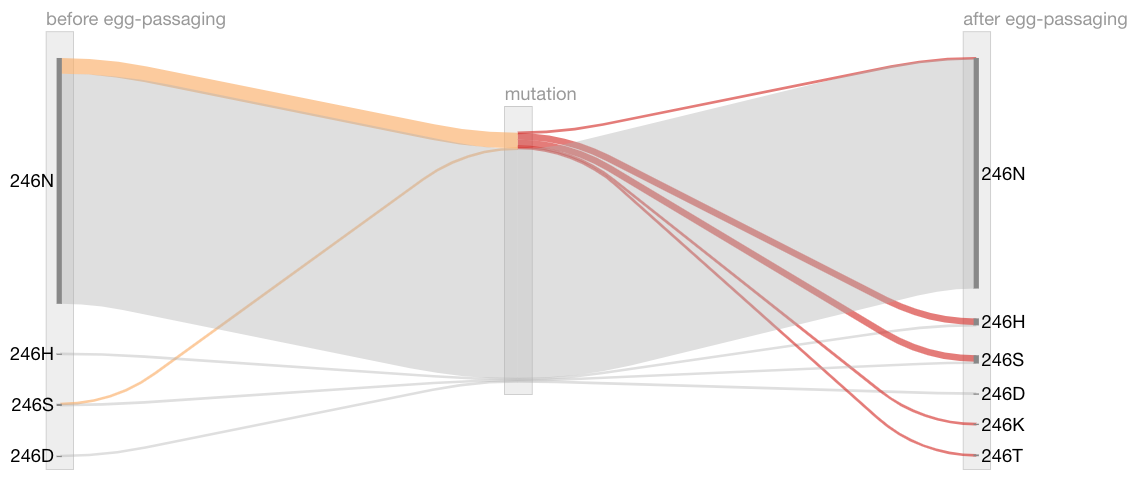 before egg-passaging
after egg-passaging
mutation
246N
246N
246H
246H
246S
246S
246D
246D
246K
246T